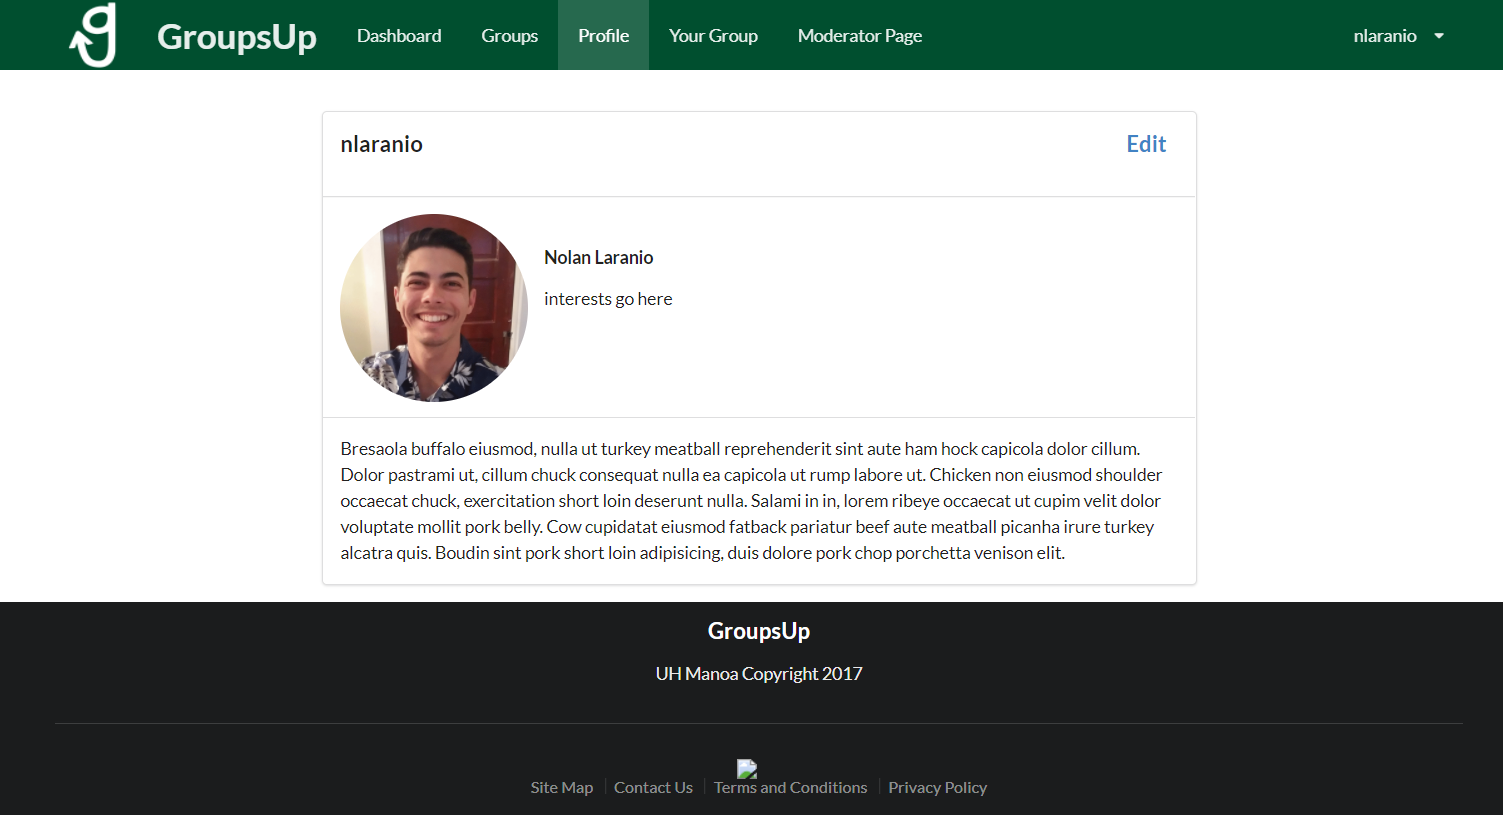 GroupsUp
Dashboard
Groups
Profile
Your Group
Moderator Page
nlaranio
nlaranio
Edit
Nolan Laranio
interests go here
Bresaola buffalo eiusmod, nulla ut turkey meatball reprehenderit sint aute ham hock capicola dolor cillum.
Dolor pastrami ut, cillum chuck consequat nulla ea capicola ut rump labore ut. Chicken non eiusmod shoulder
occaecat chuck, exercitation short loin deserunt nulla. Salami in in, lorem ribeye occaecat ut cupim velit dolor
voluptate mollit pork belly. Cow cupidatat eiusmod fatback pariatur beef aute meatball picanha irure turkey
alcatra quis. Boudin sint pork short loin adipisicing, duis dolore pork chop porchetta venison elit.
GroupsUp
UH Manoa Copyright 2017
Site Map
Contact Us
Terms and Conditions
Privacy Policy